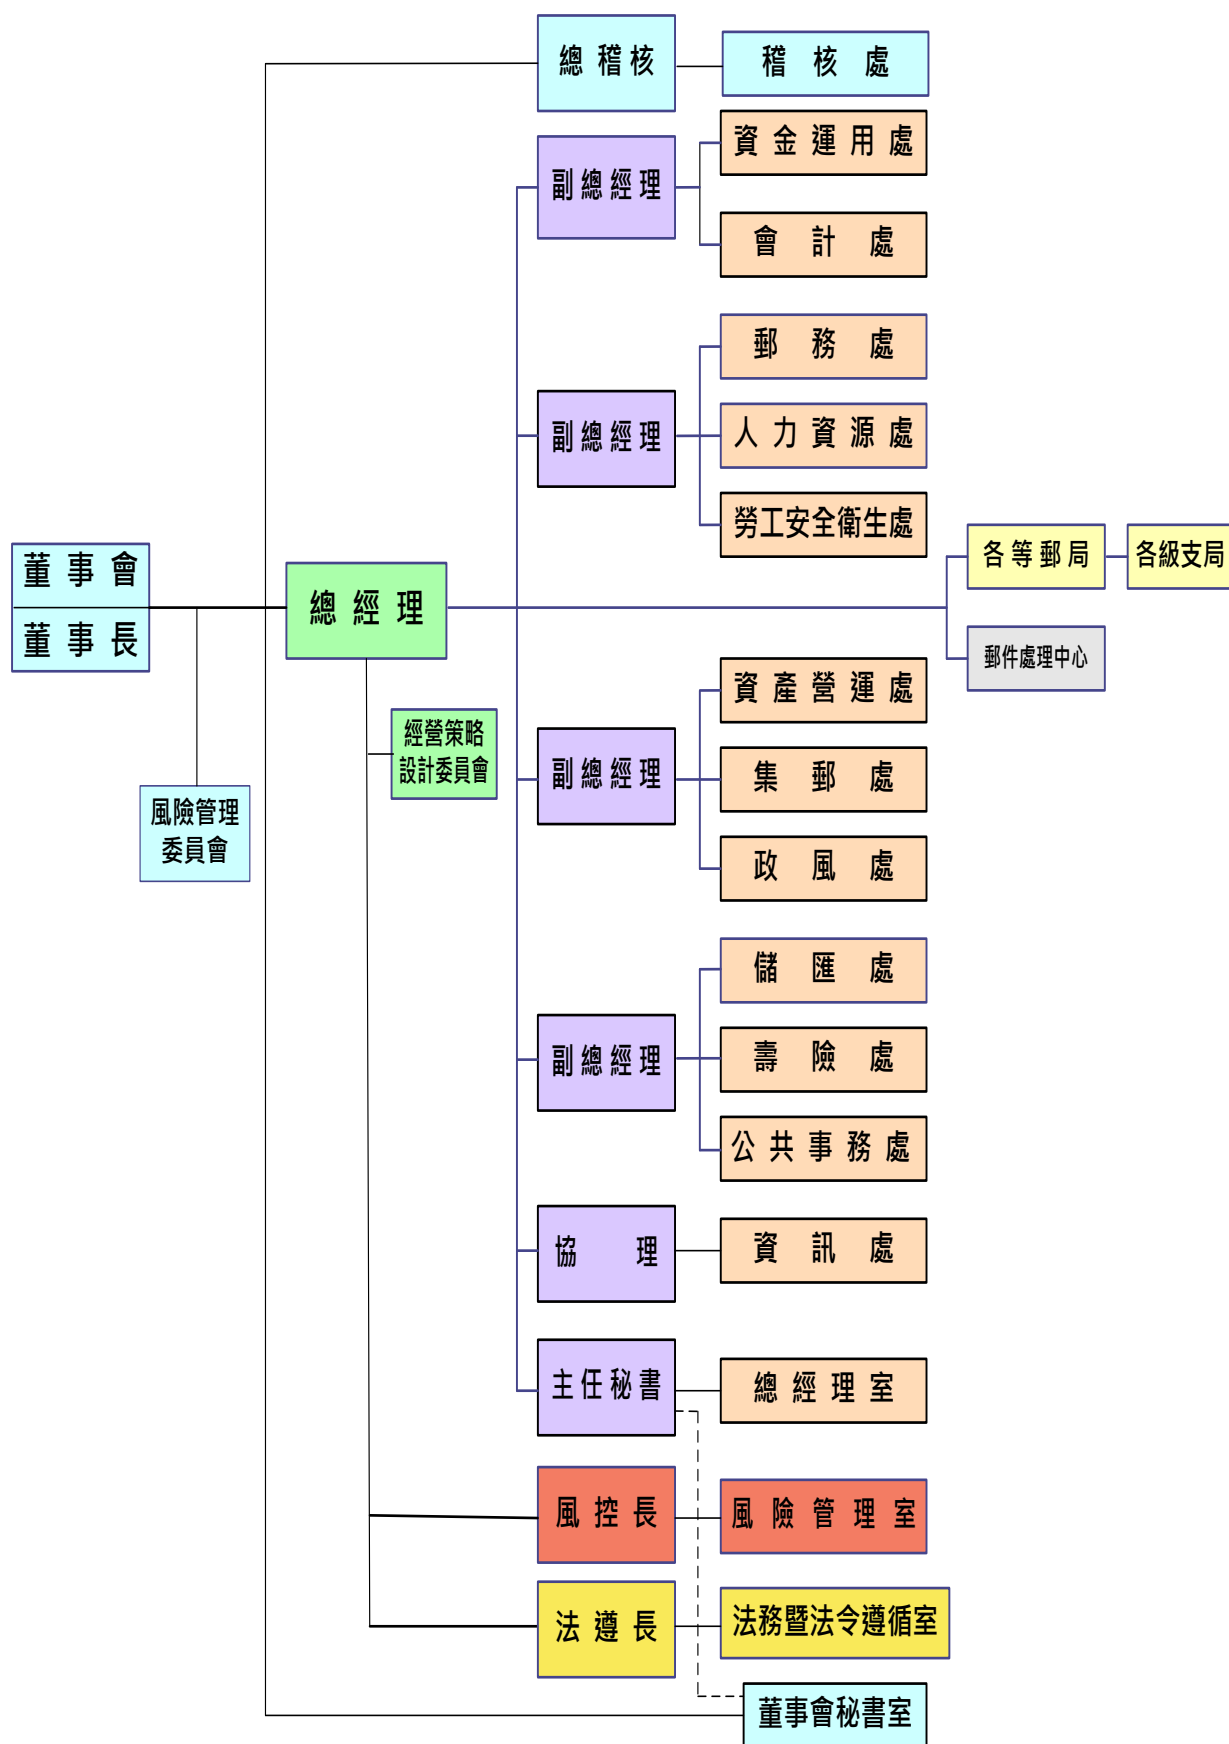 總稽核
稽核處
副總經理
資金運用處
會計處
副總經理
郵務處
人力資源處
勞工安全衛生處
董事會
董事長
總經理
各等郵局
各級支局
郵件處理中心
風險管理
委員會
經營策略
設計委員會
副總經理
資產營運處
集郵處
政風處
副總經理
儲匯處
壽險處
公共事務處
協理
資訊處
主任秘書
總經理室
風控長
風險管理室
法遵長
法務暨法令遵循室
董事會秘書室